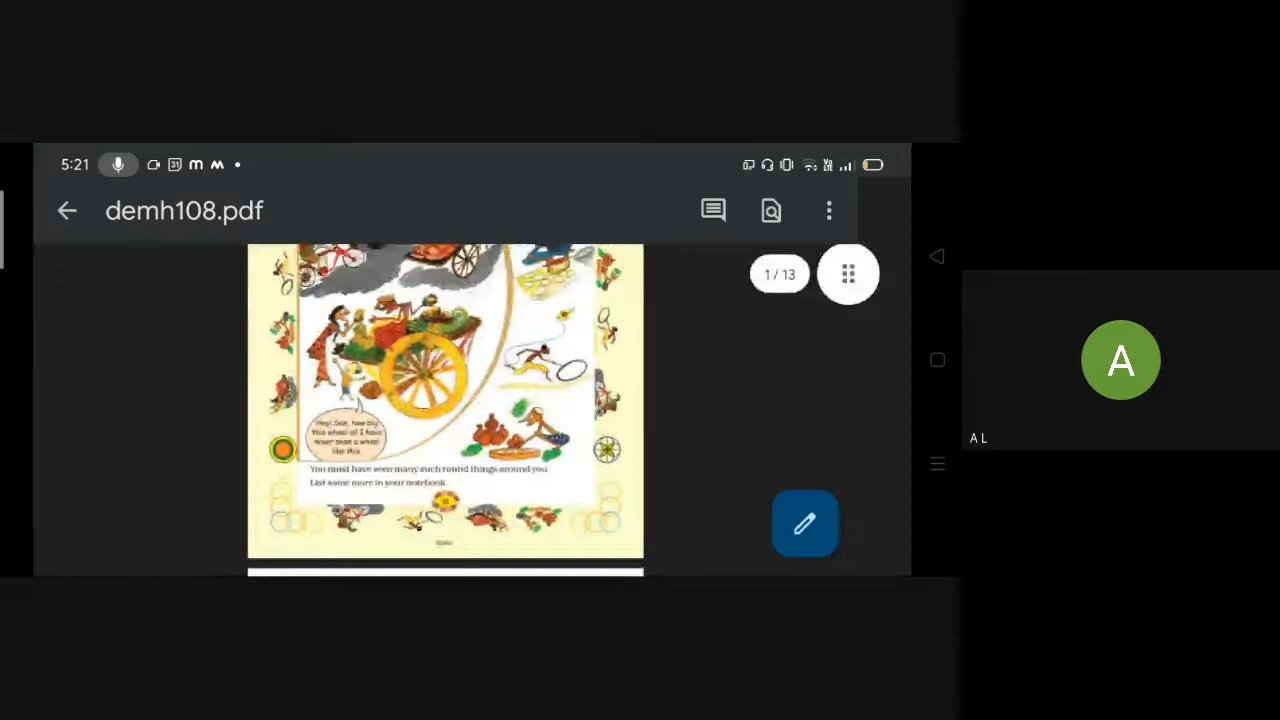 5:21
31
demh108.pdf
1 / 13
Hey! See, how big
this wheel is! I have
never seen a wheel
like this.
You must have seen many such round things around you.
List some more in your notebook.
A
A L